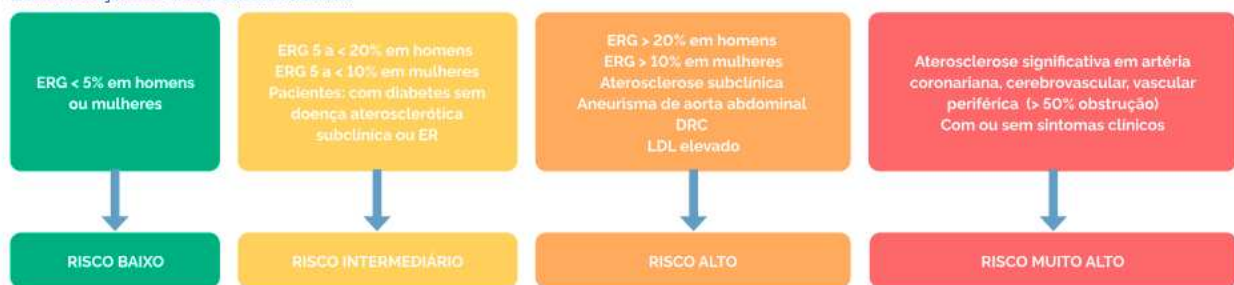 ERG < 5% em homens
ou mulheres
ERG 5 a < 20% em homens
ERG 5 a < 10% em mulheres
Pacientes: com diabetes sem
doença aterosclerótica
subclínica ou ER
ERG > 20% em homens
ERG > 10% em mulheres
Aterosclerose subclínica
Aneurisma de aorta abdominal
DRC
LDL elevado
Aterosclerose significativa em artéria
coronariana, cerebrovascular, vascular
periférica (> 50% obstrução)
Com ou sem sintomas clínicos
RISCO BAIXO
RISCO INTERMEDIÁRIO
RISCO ALTO
RISCO MUITO ALTO